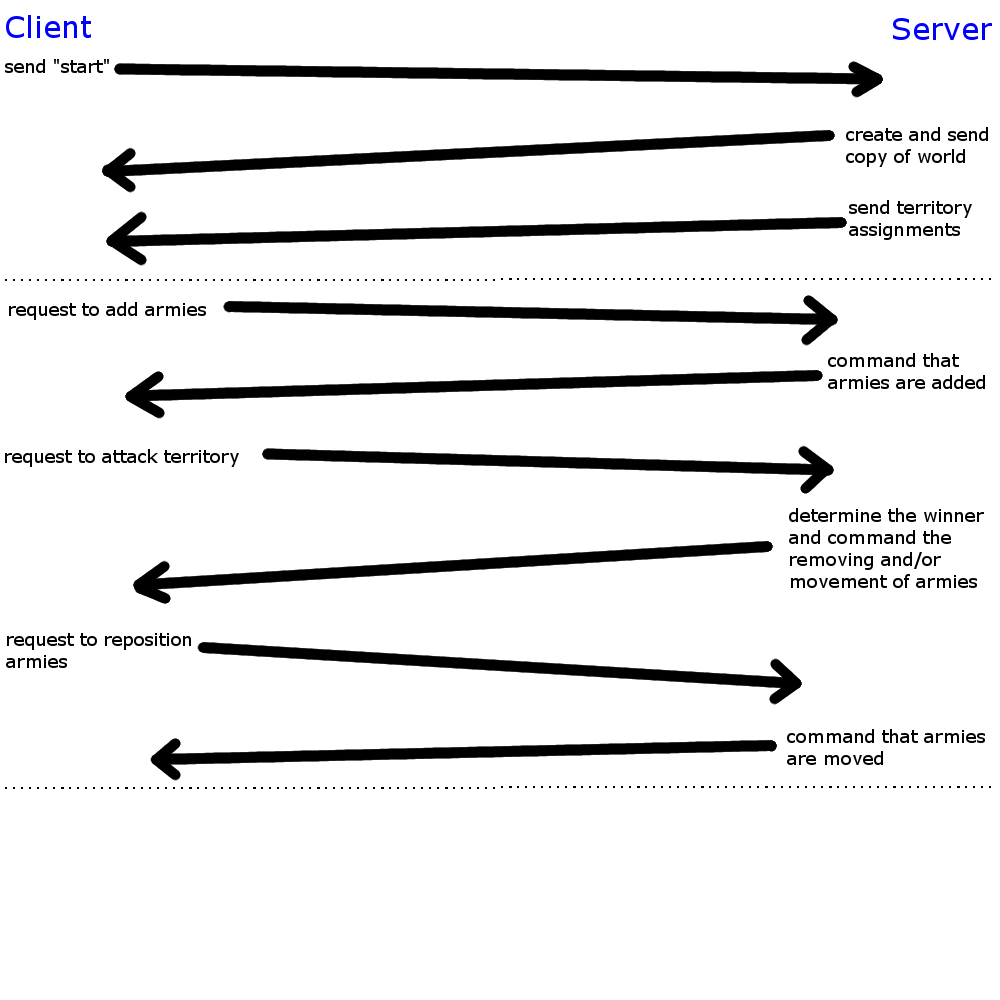 Client
Server
send "start"
create and send
copy of world
send territory
assignments
request to add armies
command that
armies are added
request to attack territory
determine the winner
and command the
removing and/or
movement of armies
request to reposition
armies
command that armies
are moved